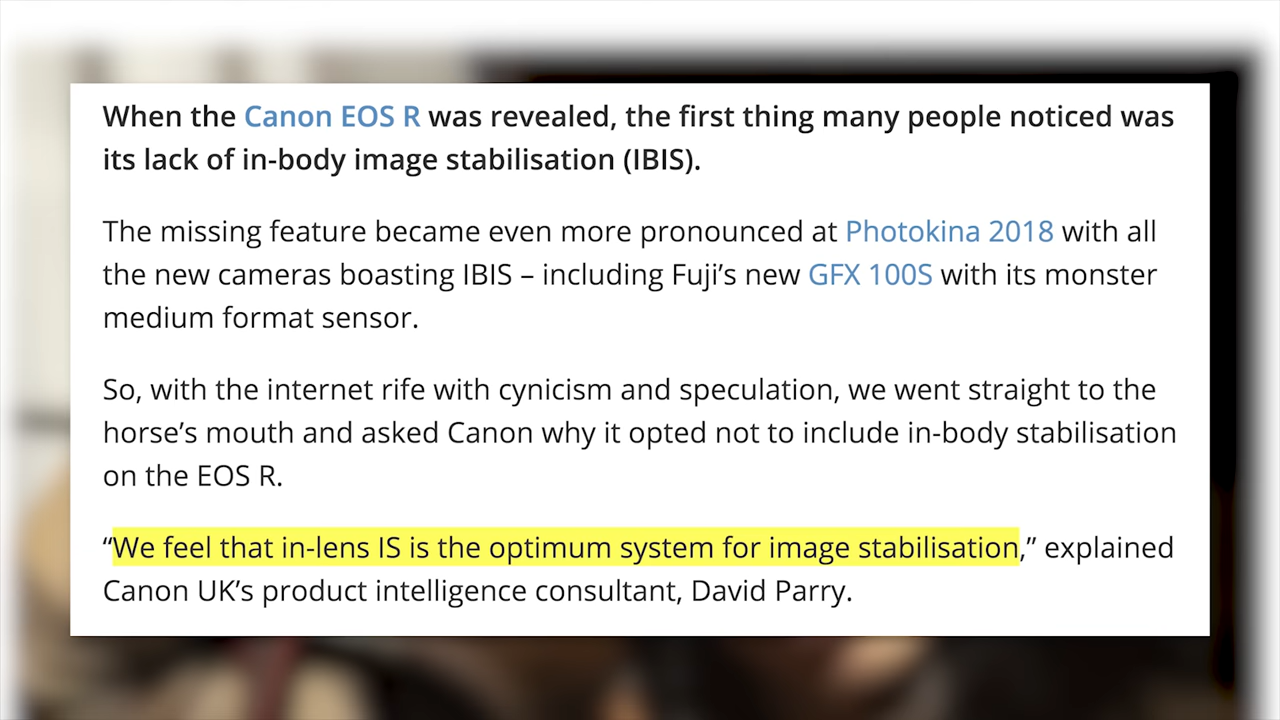 When the Canon EOS R was revealed, the first thing many people noticed was
its lack of in-body image stabilisation (IBIS).
The missing feature became even more pronounced at Photokina 2018 with all
the new cameras boasting IBIS – including Fuji’s new GFX 100S with its monster
medium format sensor.
So, with the internet rife with cynicism and speculation, we went straight to the
horse’s mouth and asked Canon why it opted not to include in-body stabilisation
on the EOS R.
“We feel that in-lens IS is the optimum system for image stabilisation,” explained
Canon UK’s product intelligence consultant, David Parry.